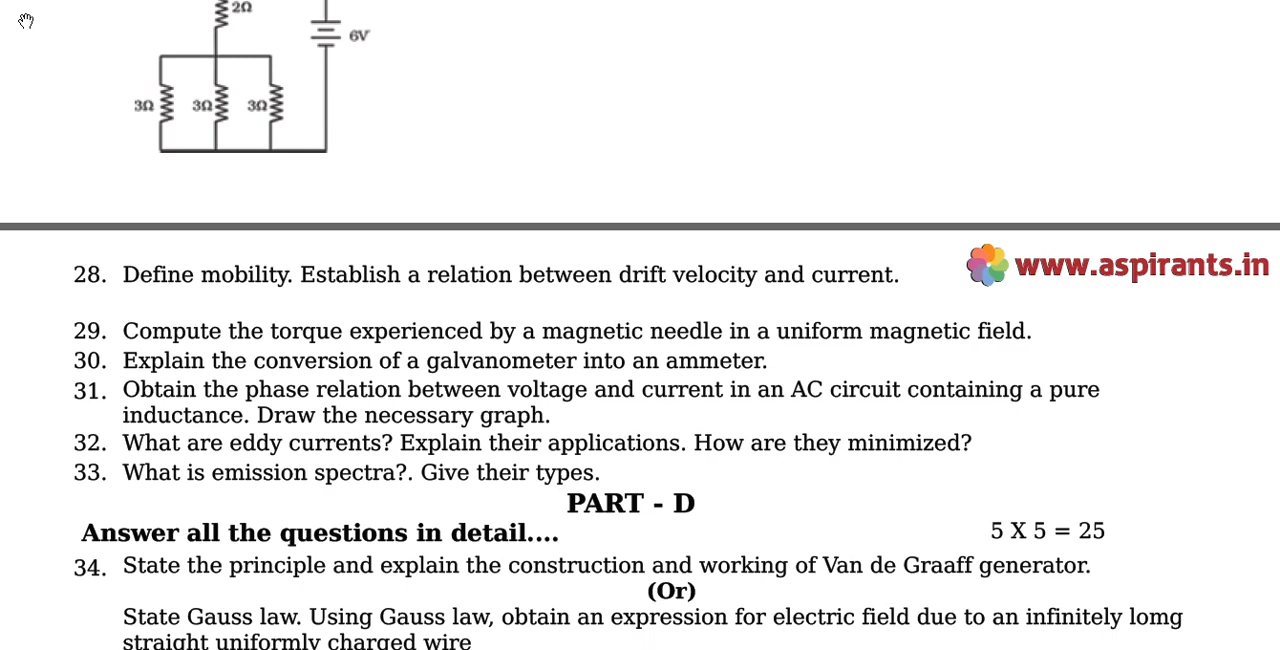 2Ω
6V
3Ω 3Ω 3Ω
www.aspirants.in
28. Define mobility. Establish a relation between drift velocity and current.
29. Compute the torque experienced by a magnetic needle in a uniform magnetic field.
30. Explain the conversion of a galvanometer into an ammeter.
31. Obtain the phase relation between voltage and current in an AC circuit containing a pure
inductance. Draw the necessary graph.
32. What are eddy currents? Explain their applications. How are they minimized?
33. What is emission spectra?. Give their types.
PART - D
Answer all the questions in detail.... 5 X 5 = 25
34. State the principle and explain the construction and working of Van de Graaff generator.
(Or)
State Gauss law. Using Gauss law, obtain an expression for electric field due to an infinitely lomg
straight uniformly charged wire